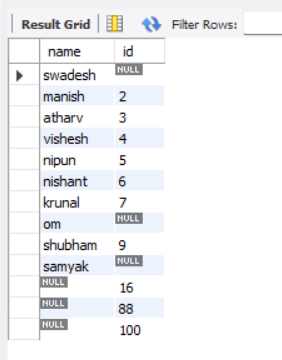 Result Grid Filter Rows:
name id
swadesh NULL
manish 2
atharv 3
vishesh 4
nipun 5
nishant 6
krunal 7
om NULL
shubham 9
samyak NULL
NULL 16
NULL 88
NULL 100